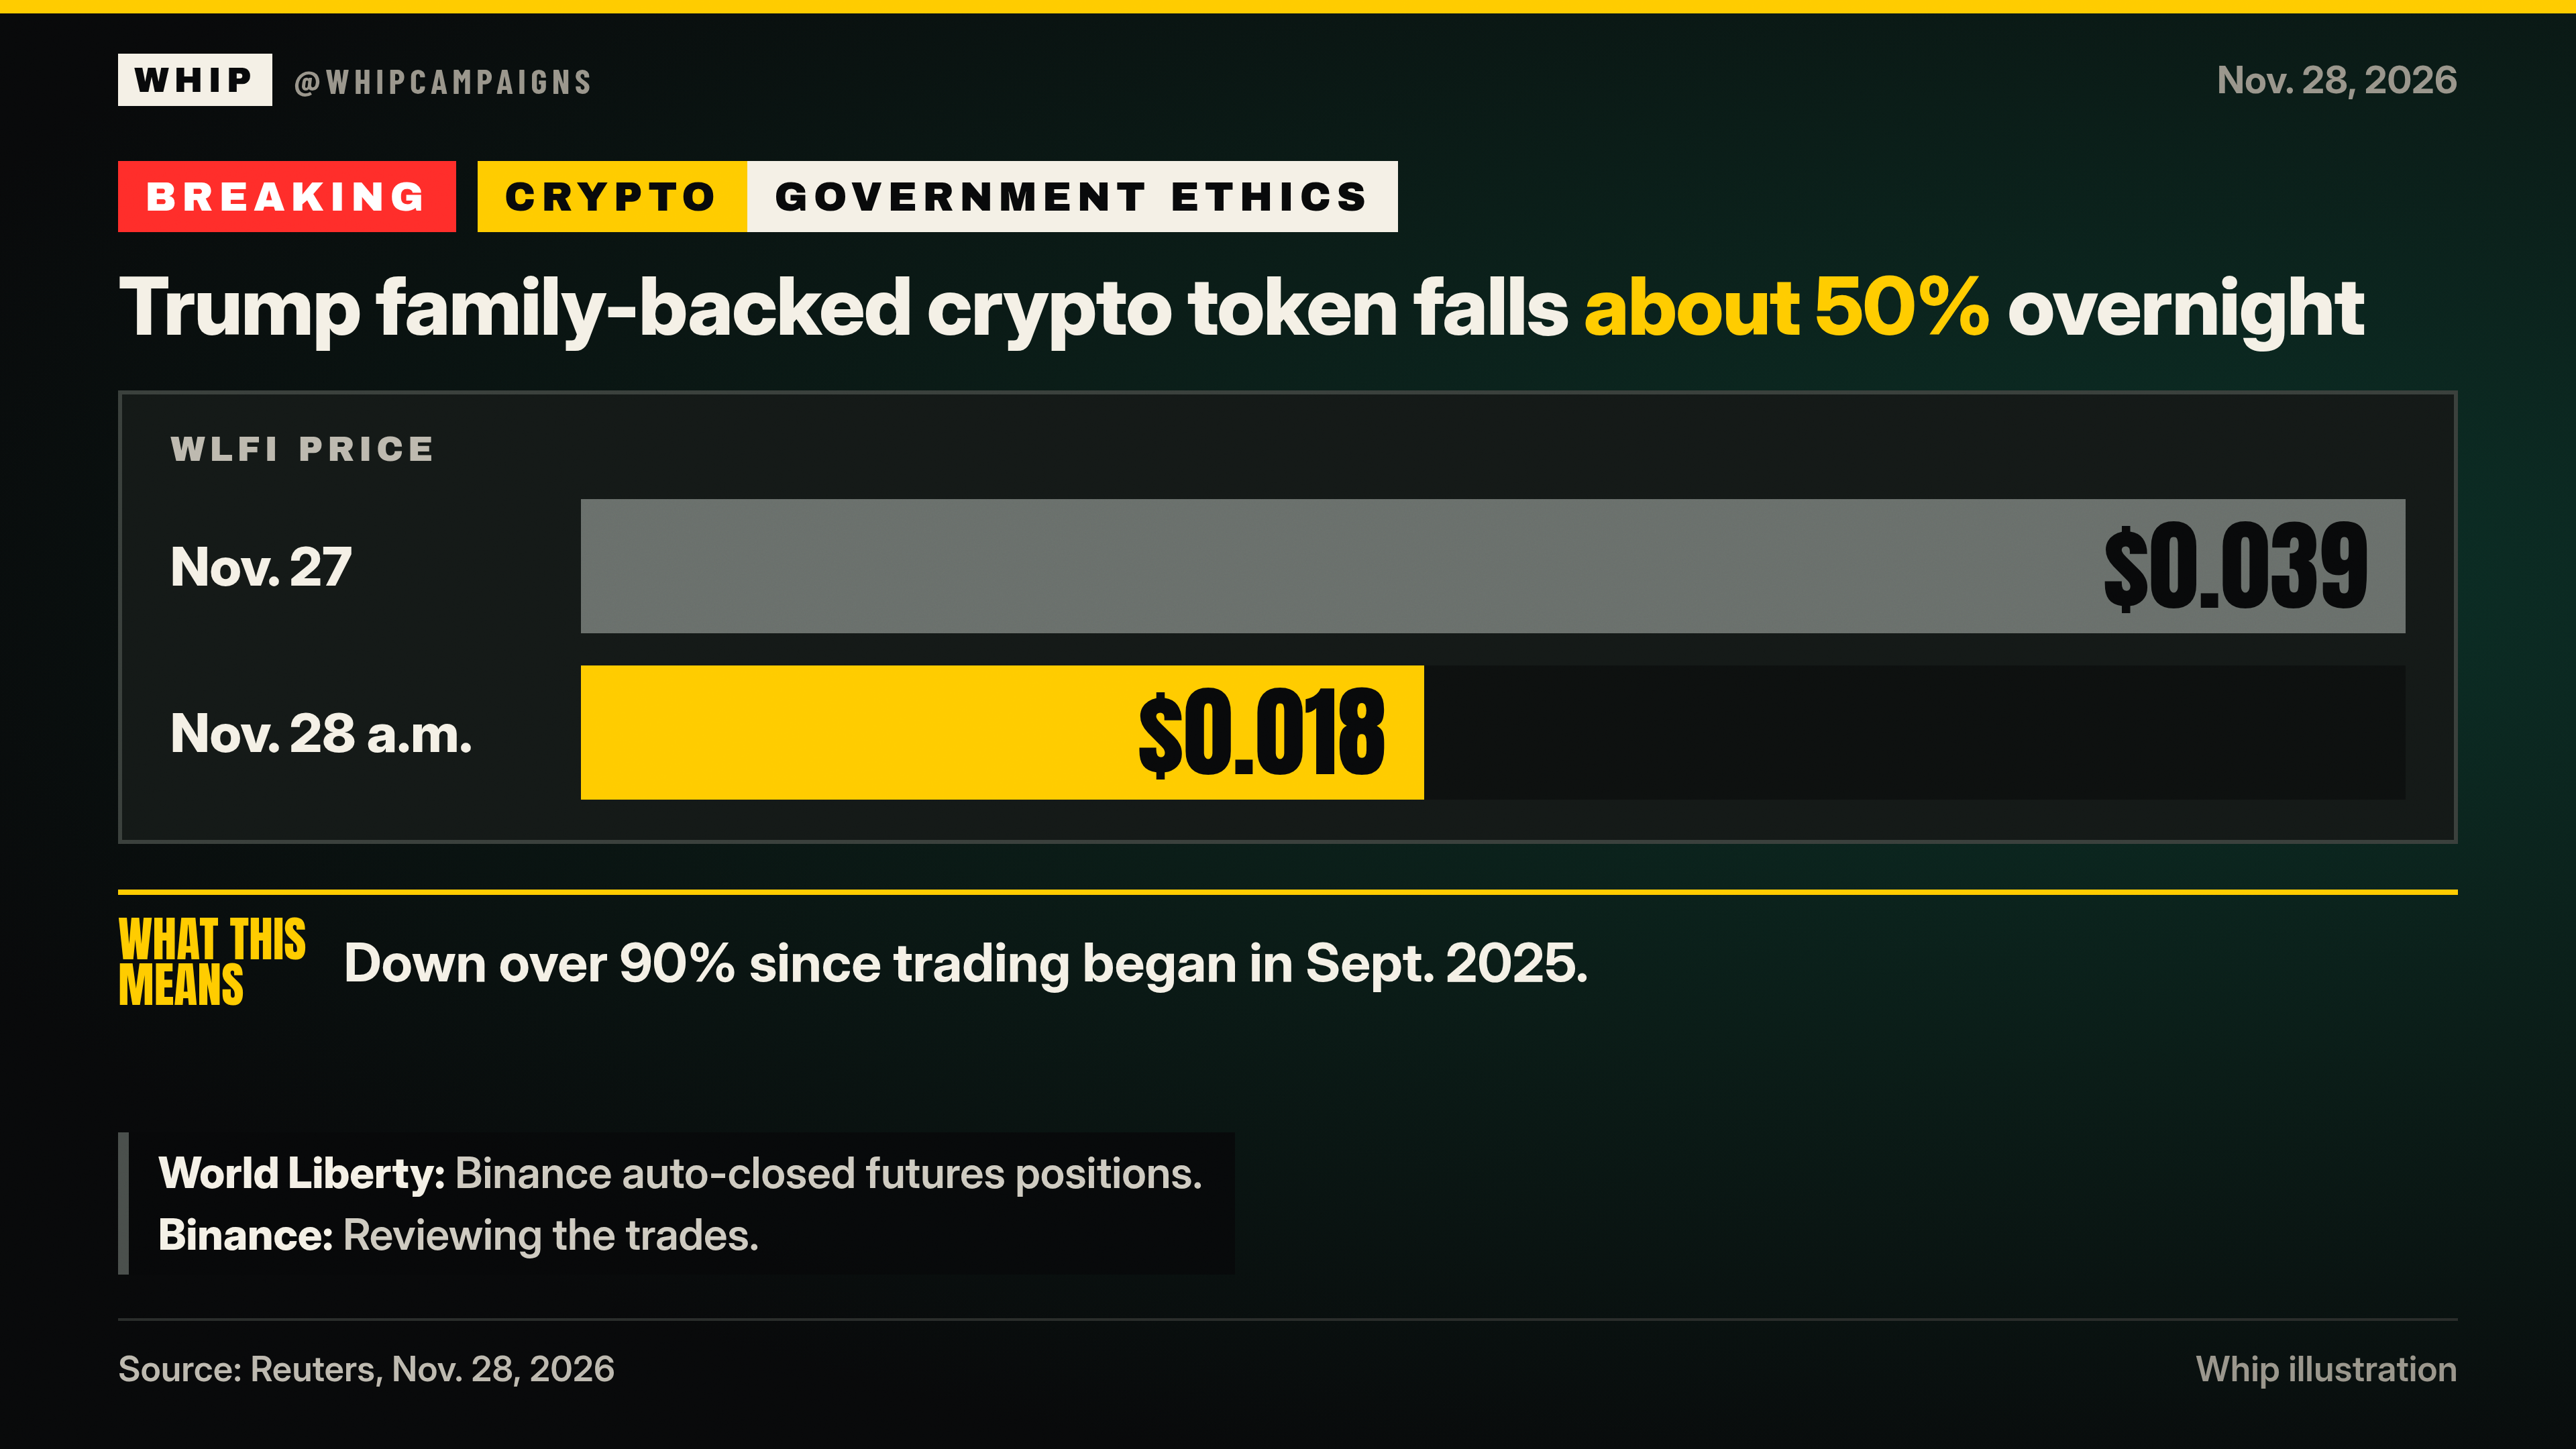 WHIP @WHIPCAMPAIGNS
Nov. 28, 2026
BREAKING CRYPTO GOVERNMENT ETHICS
Trump family-backed crypto token falls about 50% overnight
WLFI PRICE
Nov. 27 $0.039
Nov. 28 a.m. $0.018
WHAT THIS
MEANS
Down over 90% since trading began in Sept. 2025.
World Liberty: Binance auto-closed futures positions.
Binance: Reviewing the trades.
Source: Reuters, Nov. 28, 2026
Whip illustration